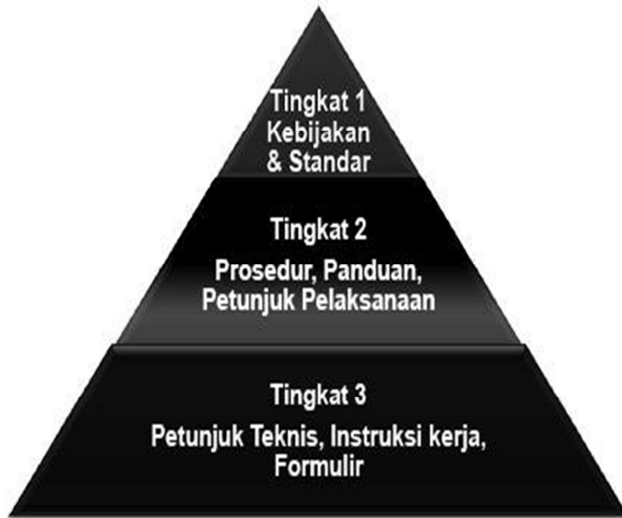 Tingkat 1
Kebijakan
& Standar
Tingkat 2
Prosedur, Panduan,
Petunjuk Pelaksanaan
Tingkat 3
Petunjuk Teknis, Instruksi kerja,
Formulir